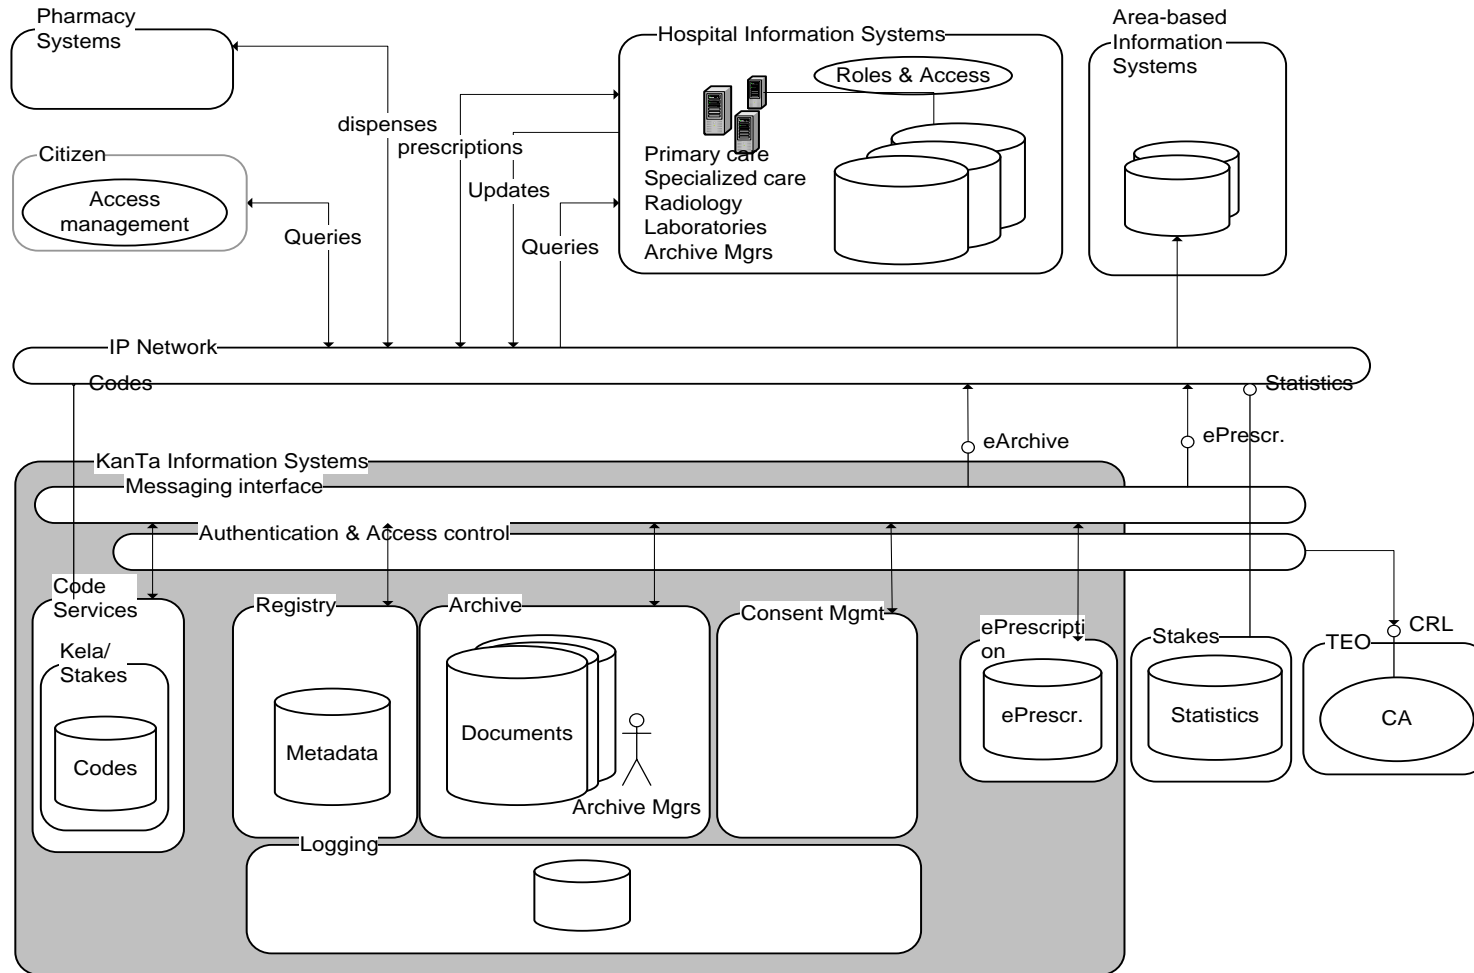 Pharmacy
Systems
Hospital Information Systems
Area-based
Information
Systems
Roles & Access
dispenses
prescriptions
Citizen
Primary care
Specialized care
Radiology
Laboratories
Archive Mgrs
Access
management
Updates
Queries
Queries
IP Network
Codes
Statistics
eArchive
ePrescr.
KanTa Information Systems
Messaging interface
Authentication & Access control
Code
Services
Registry
Archive
Consent Mgmt
ePrescripti
on
Stakes
TEO
CRL
Kela/
Stakes
Codes
Metadata
Documents
Archive Mgrs
ePrescr.
Statistics
CA
Logging